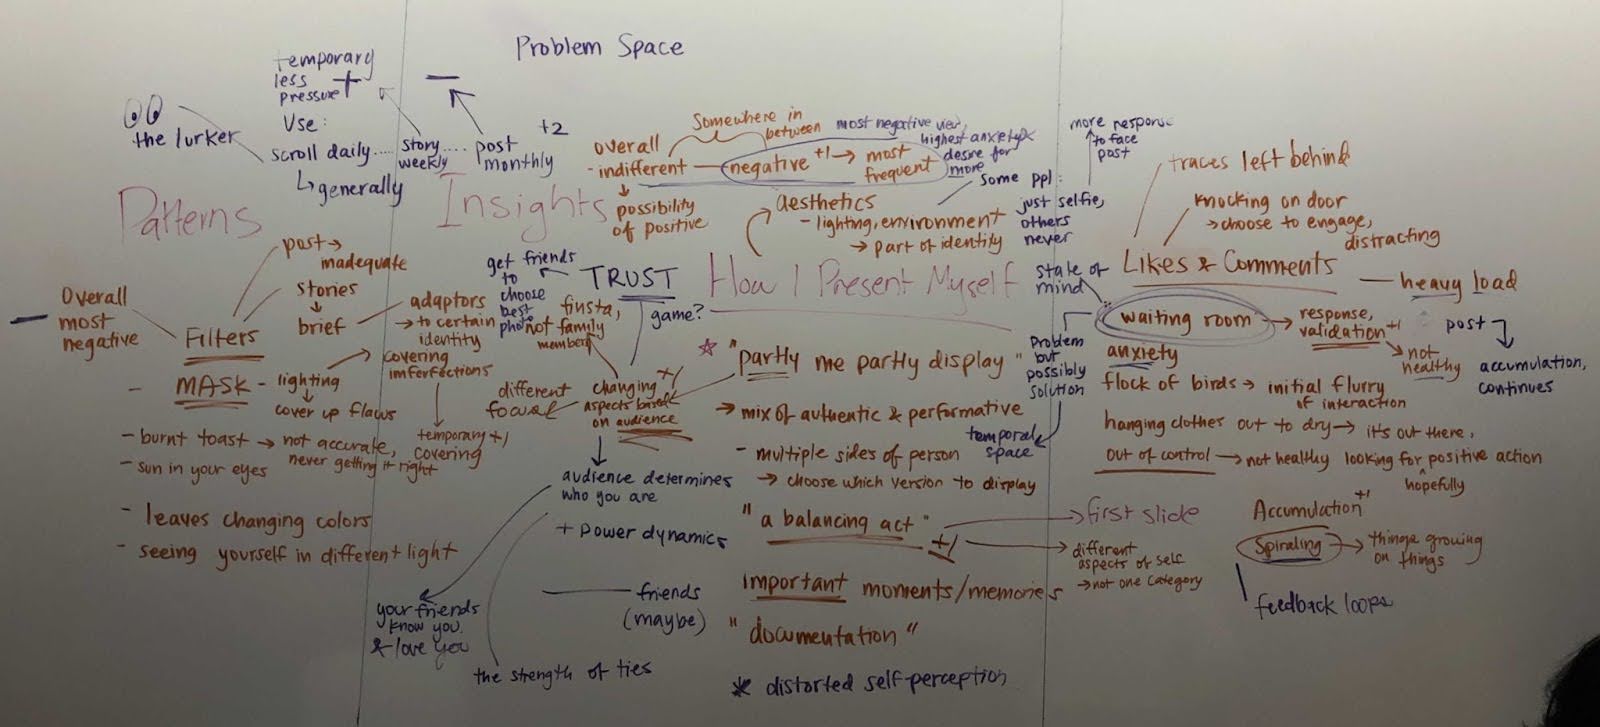 Problem Space
temporary
less
pressure +
Use:
the lurker
scroll daily.....
↳ generally
story
weekly
....
post
monthly
+2
—
Patterns
Insights
overall
- indifferent
possibility
of positive
Somewhere in
between
negative +1 → most
frequent
most negative view,
highest anxiety &
desire for
more
some ppl:
just selfie,
others
never
more response
to face
post
aesthetics
- lighting, environment
→ part of identity
traces left behind
knocking on door
→ choose to engage,
distracting
Likes & Comments
heavy load
post →
inadequate
stories
brief
Overall
most
negative
Filters
adaptors
→ to certain
identity
covering
imferfections
temporary +1
covering
- MASK - lighting
cover up flaws
- burnt toast → not accurate,
never getting it right
- sun in your eyes
- leaves changing colors
- seeing yourself in different light
get friends
to
choose
best
photo
TRUST
finsta,
not family
members
game?
different
focus
changing +1
aspects based
on audience
audience determines
who you are
+ power dynamics
friends
(maybe)
your friends
know you
& love you
the strength of ties
How I Present Myself
"partly me partly display"
→ mix of authentic & performative
- multiple sides of person
→ choose which version to display
"a balancing act"
+1
first slide
different
aspects of self
→ not one category
important moments/memories
"documentation"
* distorted self-perception
state of
mind
waiting room → response,
validation +1
not
healthy
Problem
but
possibly
solution
temporal
space
post
accumulation,
continues
anxiety
flock of birds → initial flurry
of interaction
hanging clothes out to dry → it's out there,
out of control → not healthy looking for positive action
hopefully
Accumulation +1
Spiraling → things growing
on things
feedback loops